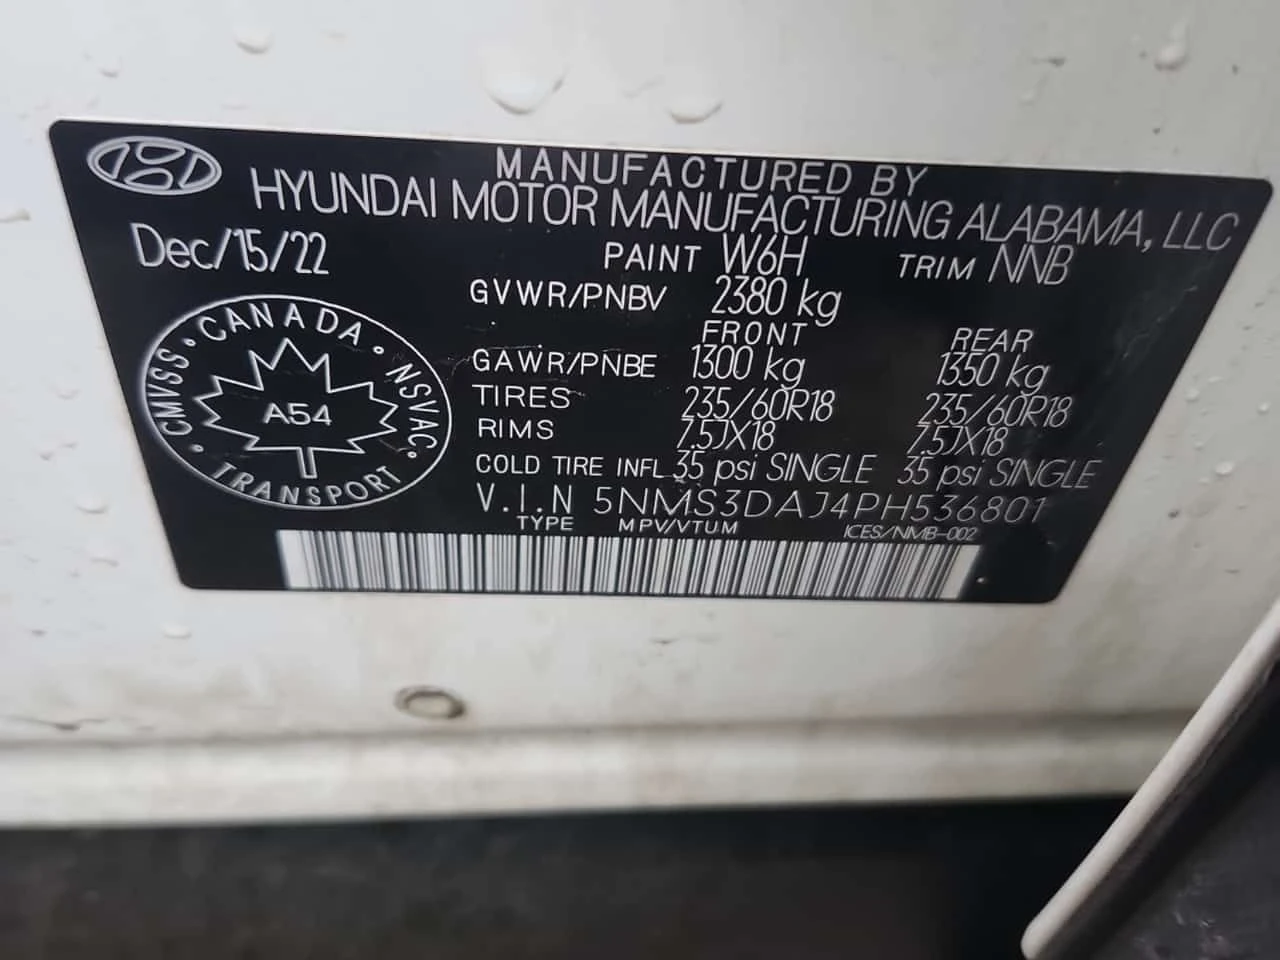 MANUFACTURED BY
HYUNDAI MOTOR MANUFACTURING ALABAMA, LLC
Dec/15/22 PAINT W6H TRIM NNB
GVWR/PNBV 2380 kg
FRONT REAR
GAWR/PNBE 1300 kg 1350 kg
TIRES 235/60R18 235/60R18
RIMS 7.5JX18 7.5JX18
COLD TIRE INFL 35 psi SINGLE 35 psi SINGLE
V.I.N 5NMS3DAJ4PH536801
TYPE MPV/VTUM ICES/NMB-002
CMVSS • CANADA • NSVAC • TRANSPORT •
A54